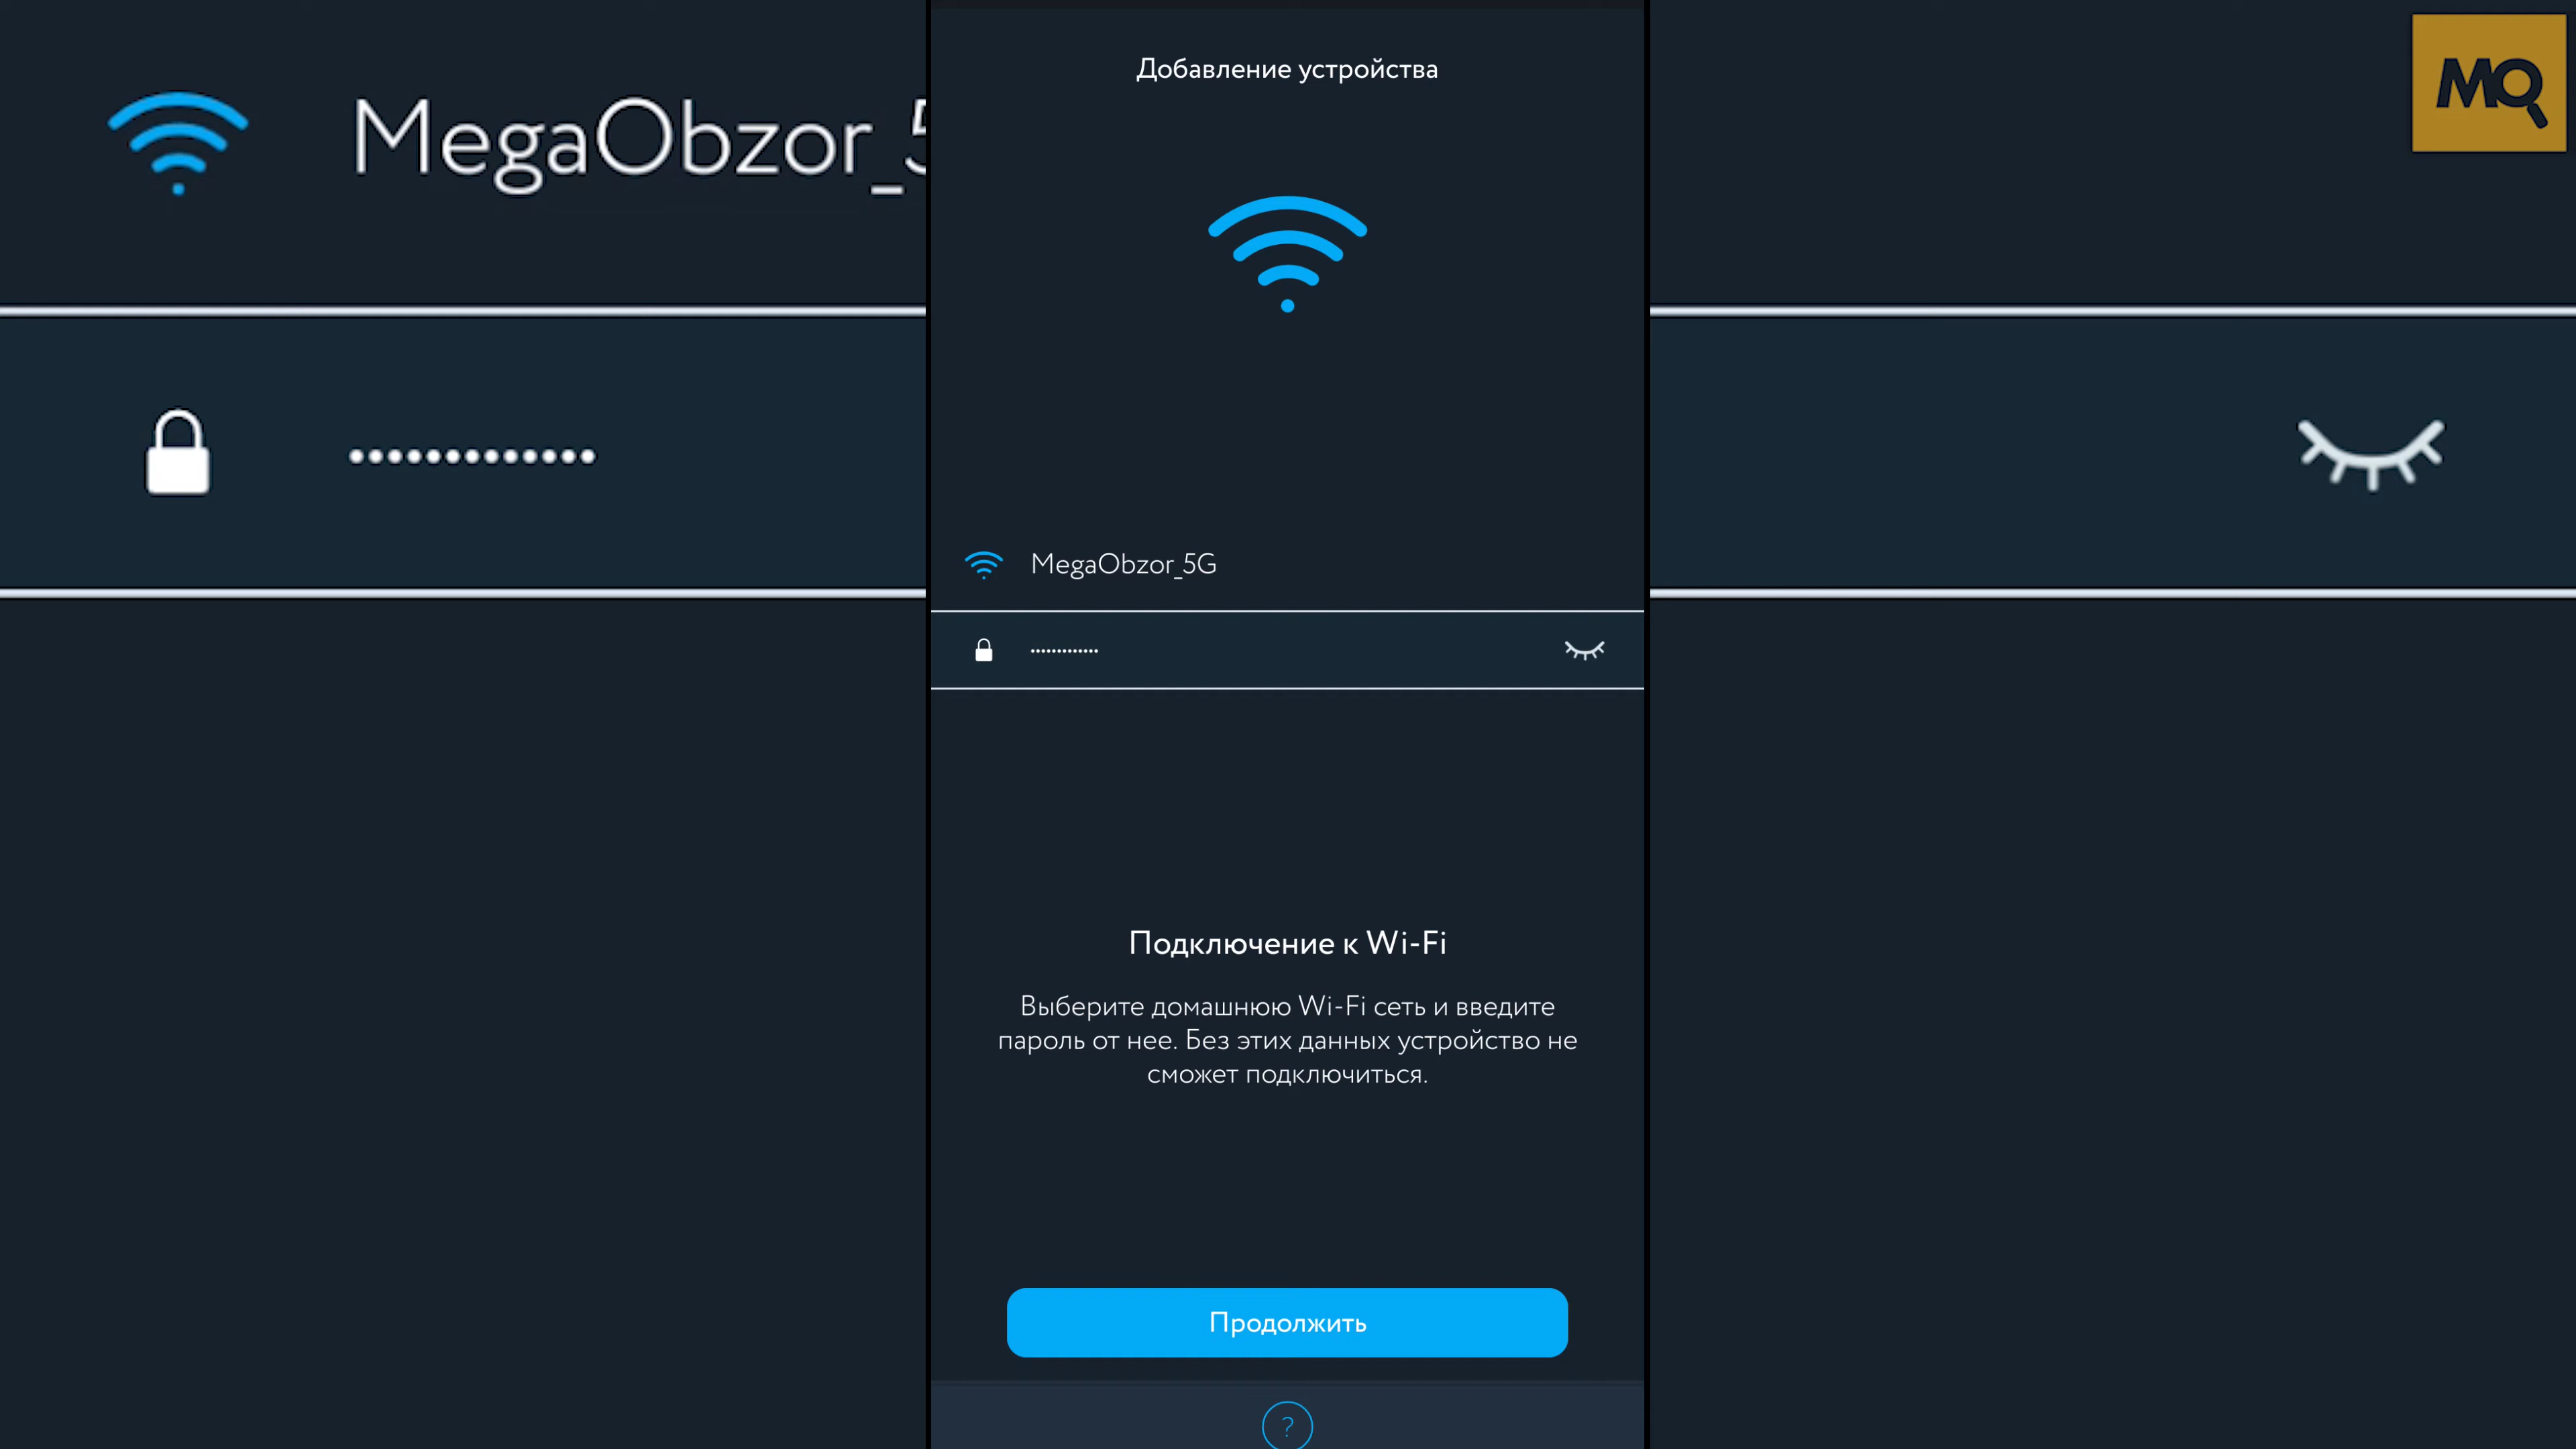 Добавление устройства
MegaObzor_5
MQ
MegaObzor_5G
Подключение к Wi-Fi
Выберите домашнюю Wi-Fi сеть и введите
пароль от нее. Без этих данных устройство не
сможет подключиться.
Продолжить
?